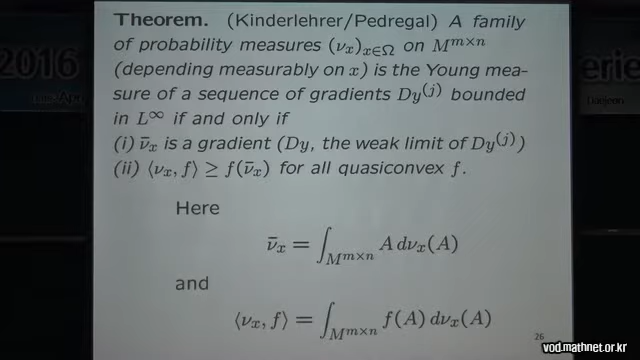 Theorem. (Kinderlehrer/Pedregal) A family
of probability measures (ν_x)_{x∈Ω} on M^{m×n}
(depending measurably on x) is the Young mea-
sure of a sequence of gradients Dy^{(j)} bounded
in L^∞ if and only if
(i) ν̄_x is a gradient (Dy, the weak limit of Dy^{(j)})
(ii) ⟨ν_x, f⟩ ≥ f(ν̄_x) for all quasiconvex f.
Here
ν̄_x = ∫_{M^{m×n}} A dν_x(A)
and
⟨ν_x, f⟩ = ∫_{M^{m×n}} f(A) dν_x(A)
26
2016
erie
Daejeon
vod.mathnet.or.kr